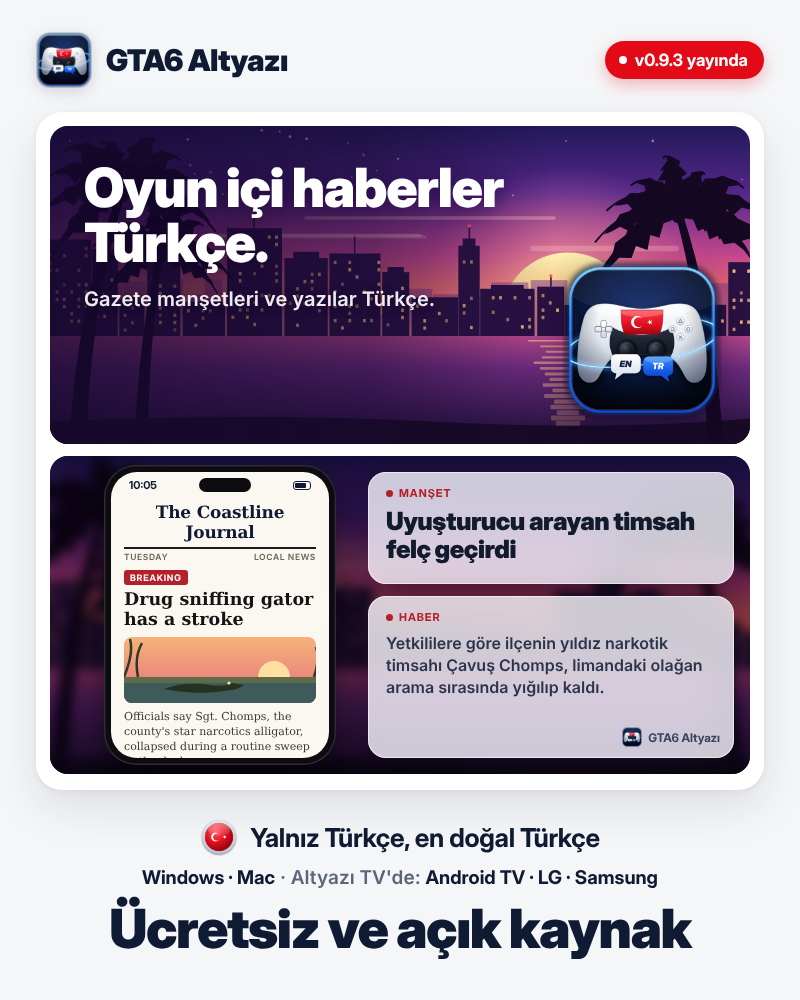 GTA6 Altyazı
v0.9.3 yayında
Oyun içi haberler
Türkçe.
Gazete manşetleri ve yazılar Türkçe.
EN
TR
10:05
The Coastline
Journal
TUESDAY LOCAL NEWS
BREAKING
Drug sniffing gator
has a stroke
Officials say Sgt. Chomps, the
county's star narcotics alligator,
collapsed during a routine sweep
MANŞET
Uyuşturucu arayan timsah
felç geçirdi
HABER
Yetkililere göre ilçenin yıldız narkotik
timsahı Çavuş Chomps, limandaki olağan
arama sırasında yığılıp kaldı.
GTA6 Altyazı
Yalnız Türkçe, en doğal Türkçe
Windows · Mac · Altyazı TV'de: Android TV · LG · Samsung
Ücretsiz ve açık kaynak